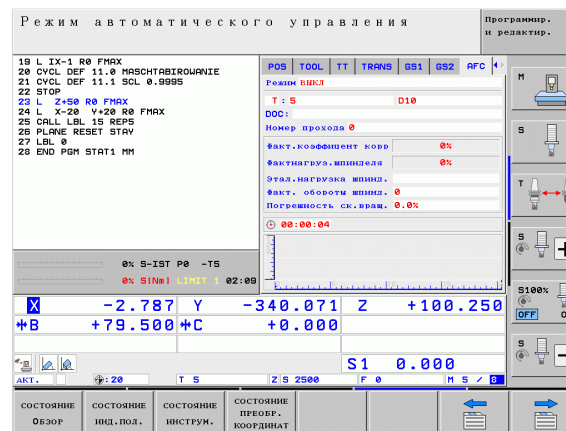 Режим автоматического управления
Программир.
и редактир.
19 L IX-1 R0 FMAX
20 CYCL DEF 11.0 MASCHTABIROWANIE
21 CYCL DEF 11.1 SCL 0.9995
22 STOP
23 L Z+50 R0 FMAX
24 L X-20 Y+20 R0 FMAX
25 CALL LBL 15 REP5
26 PLANE RESET STAY
27 LBL 0
28 END PGM STAT1 MM
POS TOOL TT TRANS GS1 GS2 AFC
Режим ВЫКЛ
T : 5 D10
DOC:
Номер прохода 0
Факт.коэффициент корр 0%
Фактнагруз.шпинделя 0%
Этал.нагрузка шпинд.
Факт. обороты шпинд. 0
Погрешность ск.вращ. 0.0%
00:00:04
0% S-IST P0 -T5
0% S[Nm] LIMIT 1 02:09
X -2.787 Y -340.071 Z +100.250
B +79.500 C +0.000
S1 0.000
АКТ. : 20 T 5 Z S 2500 F 0 M 5 / 8
M
S
T
S
+
S100%
OFF
S
−
СОСТОЯНИЕ
ОБЗОР
СОСТОЯНИЕ
ИНД.ПОЛ.
СОСТОЯНИЕ
ИНСТРУМ.
СОСТОЯНИЕ
ПРЕОБР.
КООРДИНАТ